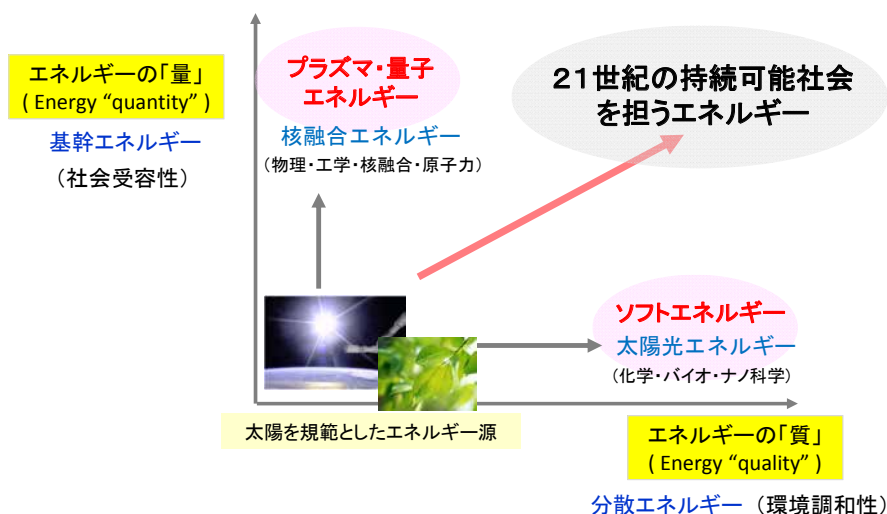 エネルギーの「量」
( Energy “quantity” )
基幹エネルギー
（社会受容性）
プラズマ・量子
エネルギー
核融合エネルギー
（物理・工学・核融合・原子力）
21世紀の持続可能社会
を担うエネルギー
ソフトエネルギー
太陽光エネルギー
（化学・バイオ・ナノ科学）
太陽を規範としたエネルギー源
エネルギーの「質」
( Energy “quality” )
分散エネルギー（環境調和性）